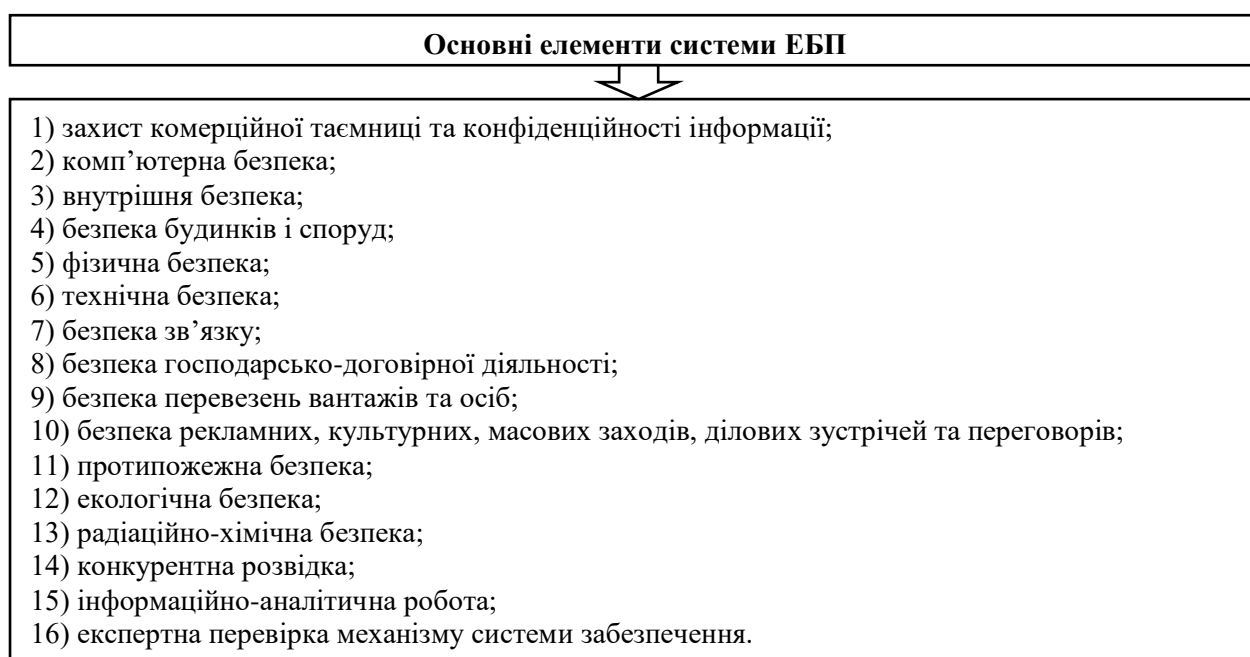 Основні елементи системи ЕБП
1) захист комерційної таємниці та конфіденційності інформації;
2) комп’ютерна безпека;
3) внутрішня безпека;
4) безпека будинків і споруд;
5) фізична безпека;
6) технічна безпека;
7) безпека зв’язку;
8) безпека господарсько-договірної діяльності;
9) безпека перевезень вантажів та осіб;
10) безпека рекламних, культурних, масових заходів, ділових зустрічей та переговорів;
11) протипожежна безпека;
12) екологічна безпека;
13) радіаційно-хімічна безпека;
14) конкурентна розвідка;
15) інформаційно-аналітична робота;
16) експертна перевірка механізму системи забезпечення.